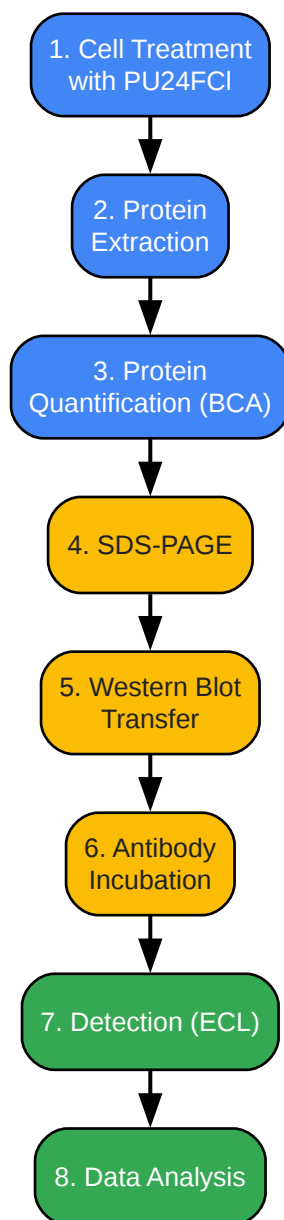 1. Cell Treatment
with PU24FCl
2. Protein
Extraction
3. Protein
Quantification (BCA)
4. SDS-PAGE
5. Western Blot
Transfer
6. Antibody
Incubation
7. Detection (ECL)
8. Data Analysis